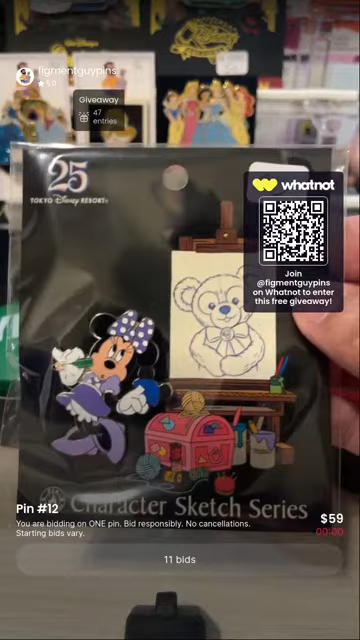 figmentguypins
★ 5.0
Giveaway
47
entries
25
TOKYO Disney RESORT®
whatnot
Join
@figmentguypins
on Whatnot to enter
this free giveaway!
Character Sketch Series
Pin #12
You are bidding on ONE pin. Bid responsibly. No cancellations.
Starting bids vary.
$59
00:00
11 bids